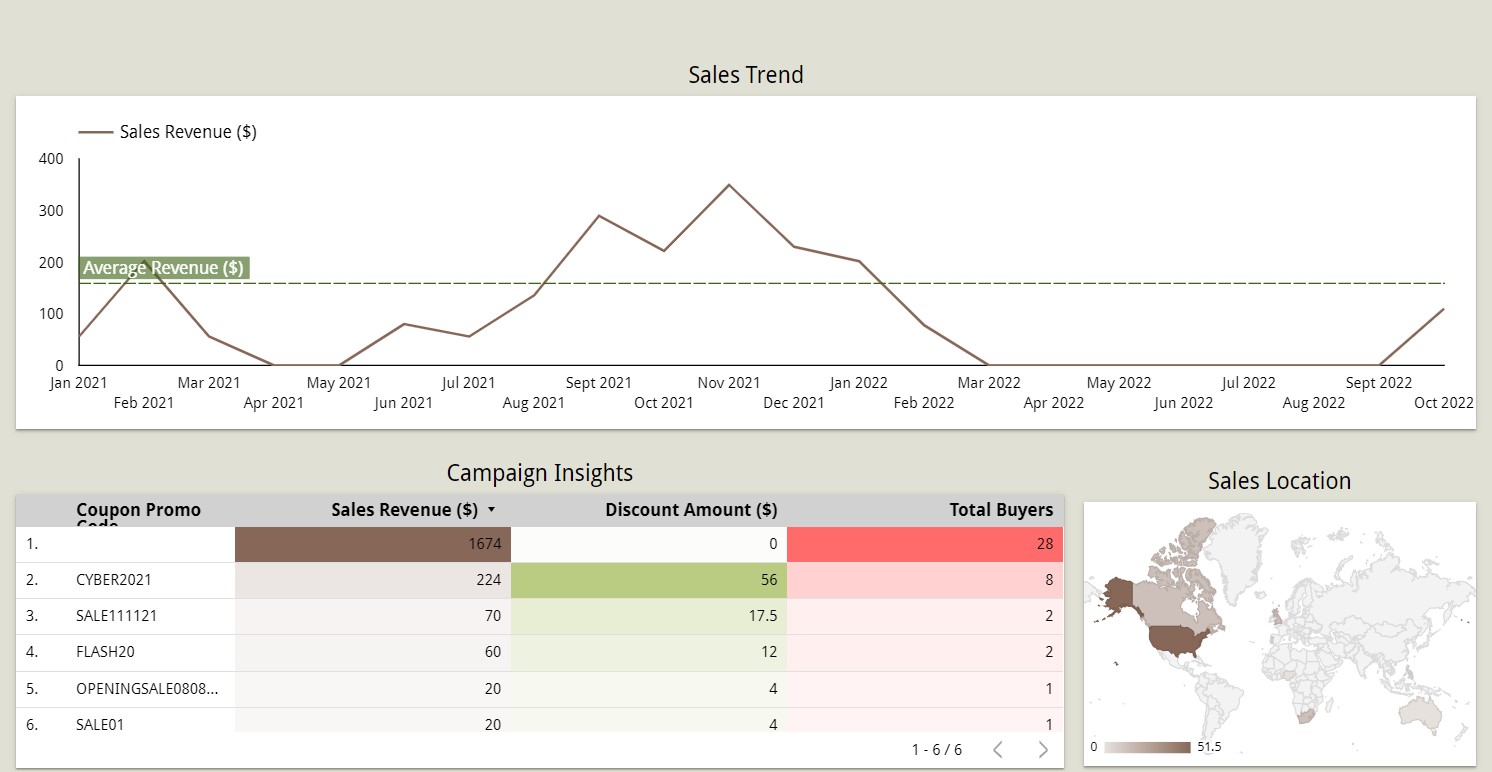 Sales Trend
Sales Revenue ($)
400
300
200
100
0
Average Revenue ($)
Jan 2021 Mar 2021 May 2021 Jul 2021 Sept 2021 Nov 2021 Jan 2022 Mar 2022 May 2022 Jul 2022 Sept 2022
Feb 2021 Apr 2021 Jun 2021 Aug 2021 Oct 2021 Dec 2021 Feb 2022 Apr 2022 Jun 2022 Aug 2022 Oct 2022
Campaign Insights
Coupon Promo Sales Revenue ($) Discount Amount ($) Total Buyers
Code
1. 1674 0 28
2. CYBER2021 224 56 8
3. SALE111121 70 17.5 2
4. FLASH20 60 12 2
5. OPENINGSALE0808... 20 4 1
6. SALE01 20 4 1
1 - 6 / 6
Sales Location
0 51.5